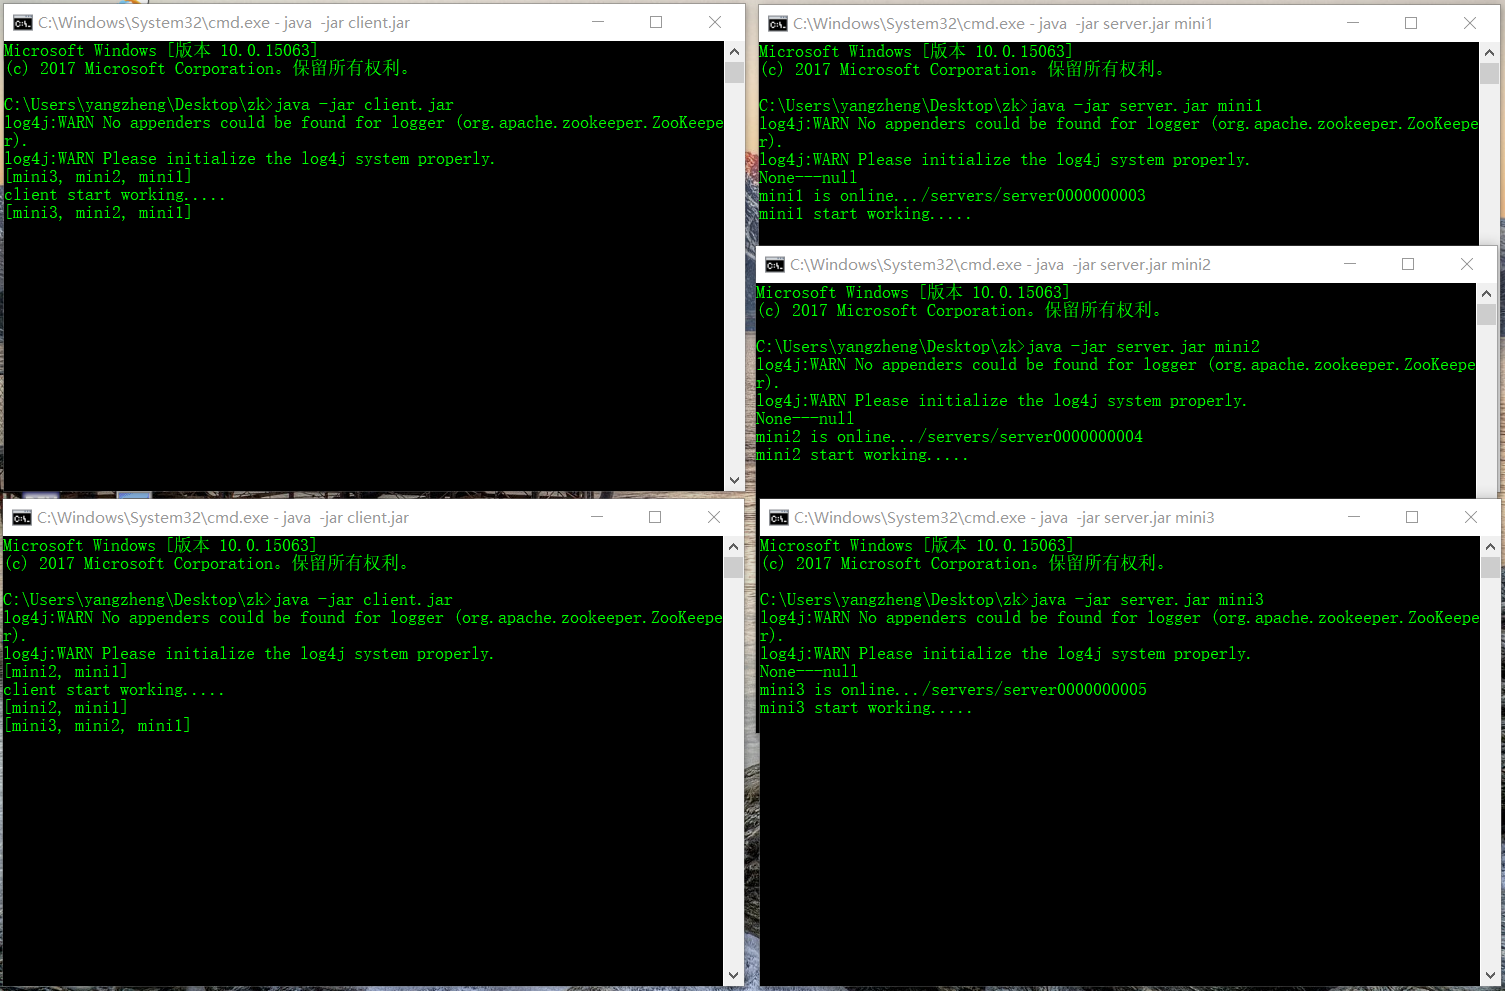 C:\Windows\System32\cmd.exe - java  -jar client.jar
Microsoft Windows [版本 10.0.15063]
(c) 2017 Microsoft Corporation。保留所有权利。
C:\Users\yangzheng\Desktop\zk>java -jar client.jar
log4j:WARN No appenders could be found for logger (org.apache.zookeeper.ZooKeepe
r).
log4j:WARN Please initialize the log4j system properly.
[mini3, mini2, mini1]
client start working.....
[mini3, mini2, mini1]
C:\Windows\System32\cmd.exe - java  -jar server.jar mini1
Microsoft Windows [版本 10.0.15063]
(c) 2017 Microsoft Corporation。保留所有权利。
C:\Users\yangzheng\Desktop\zk>java -jar server.jar mini1
log4j:WARN No appenders could be found for logger (org.apache.zookeeper.ZooKeepe
r).
log4j:WARN Please initialize the log4j system properly.
None---null
mini1 is online.../servers/server0000000003
mini1 start working.....
C:\Windows\System32\cmd.exe - java  -jar server.jar mini2
Microsoft Windows [版本 10.0.15063]
(c) 2017 Microsoft Corporation。保留所有权利。
C:\Users\yangzheng\Desktop\zk>java -jar server.jar mini2
log4j:WARN No appenders could be found for logger (org.apache.zookeeper.ZooKeepe
r).
log4j:WARN Please initialize the log4j system properly.
None---null
mini2 is online.../servers/server0000000004
mini2 start working.....
C:\Windows\System32\cmd.exe - java  -jar client.jar
Microsoft Windows [版本 10.0.15063]
(c) 2017 Microsoft Corporation。保留所有权利。
C:\Users\yangzheng\Desktop\zk>java -jar client.jar
log4j:WARN No appenders could be found for logger (org.apache.zookeeper.ZooKeepe
r).
log4j:WARN Please initialize the log4j system properly.
[mini2, mini1]
client start working.....
[mini2, mini1]
[mini3, mini2, mini1]
C:\Windows\System32\cmd.exe - java  -jar server.jar mini3
Microsoft Windows [版本 10.0.15063]
(c) 2017 Microsoft Corporation。保留所有权利。
C:\Users\yangzheng\Desktop\zk>java -jar server.jar mini3
log4j:WARN No appenders could be found for logger (org.apache.zookeeper.ZooKeepe
r).
log4j:WARN Please initialize the log4j system properly.
None---null
mini3 is online.../servers/server0000000005
mini3 start working.....